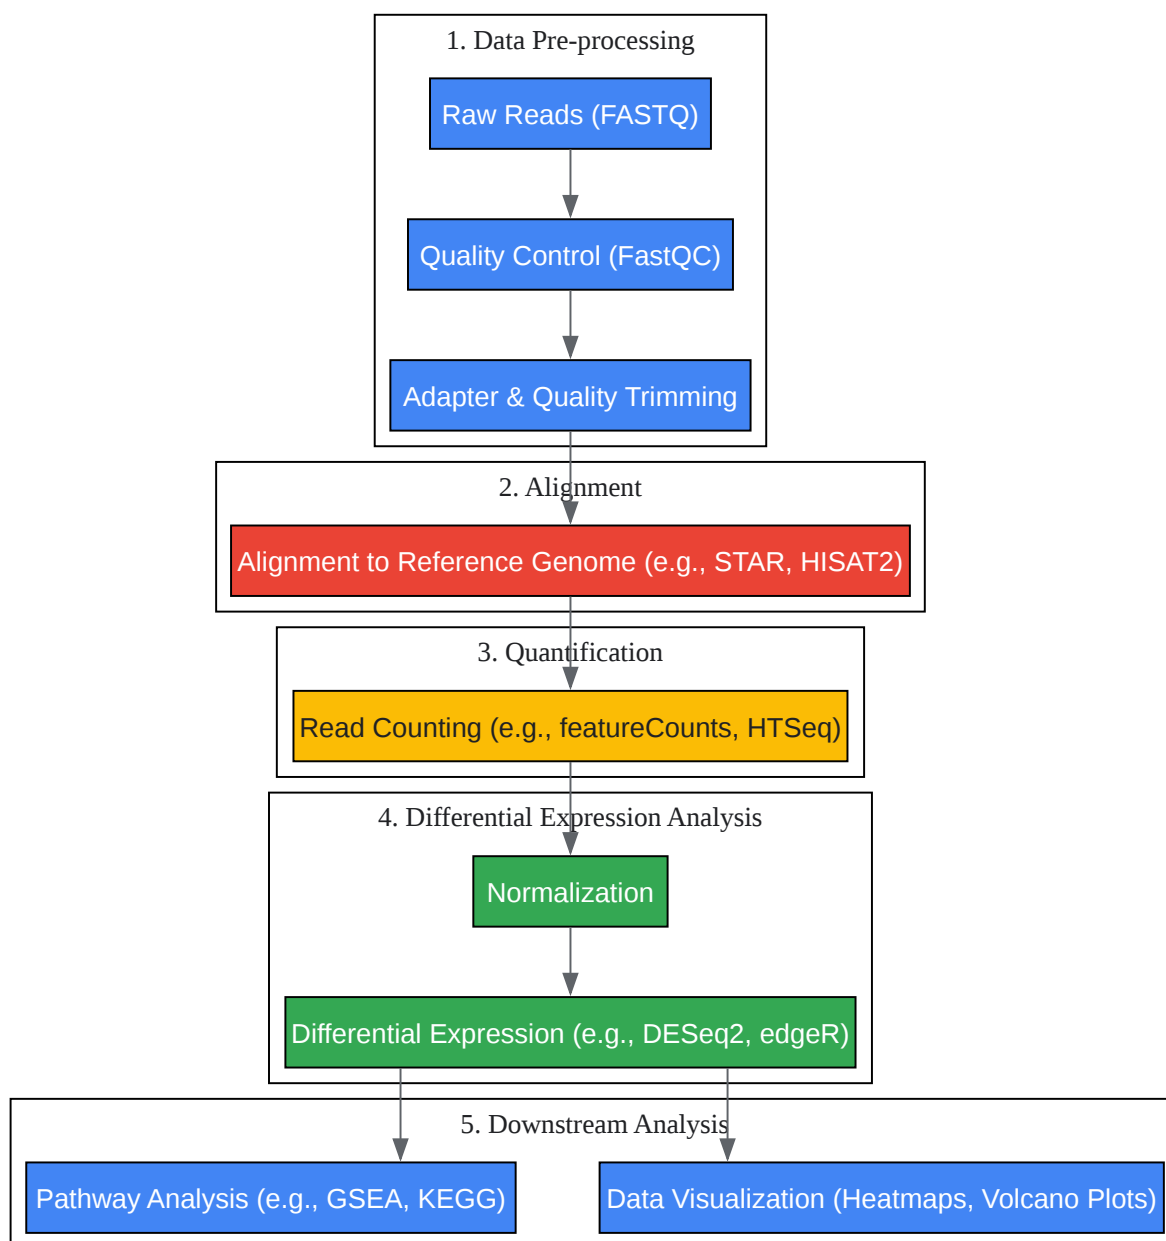 1. Data Pre-processing
Raw Reads (FASTQ)
Quality Control (FastQC)
Adapter & Quality Trimming
2. Alignment
Alignment to Reference Genome (e.g., STAR, HISAT2)
3. Quantification
Read Counting (e.g., featureCounts, HTSeq)
4. Differential Expression Analysis
Normalization
Differential Expression (e.g., DESeq2, edgeR)
5. Downstream Analysis
Pathway Analysis (e.g., GSEA, KEGG)
Data Visualization (Heatmaps, Volcano Plots)